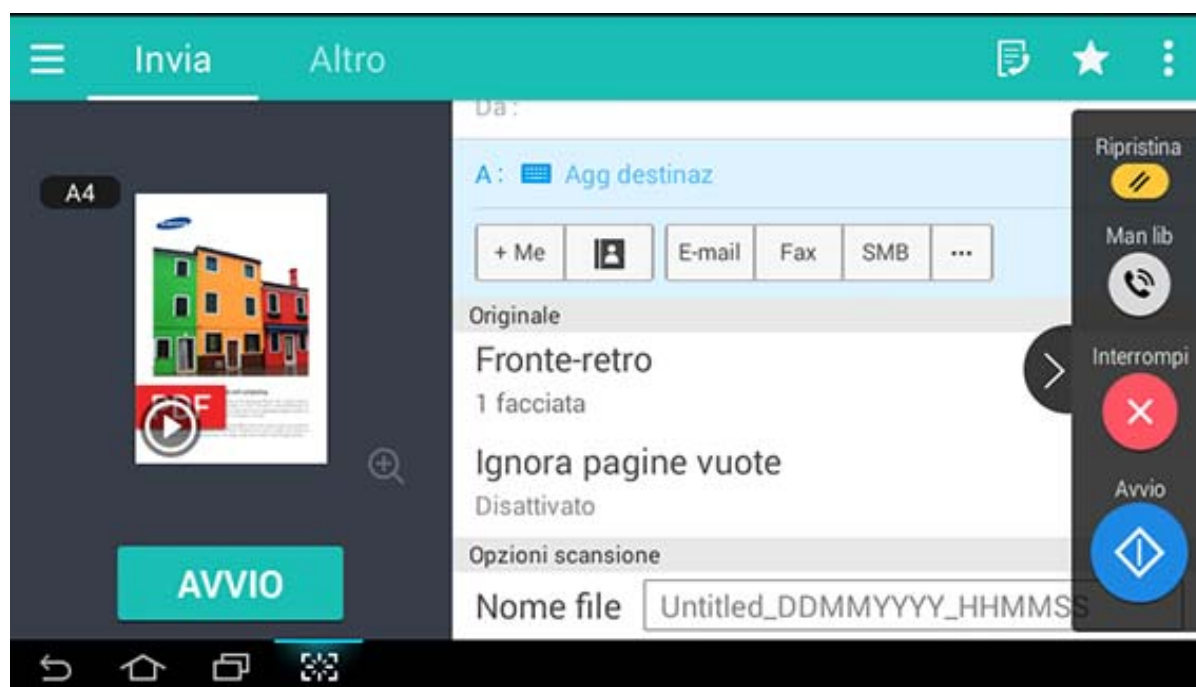 Invia Altro
A4
PDF
AVVIO
Da :
A : Agg destinaz
+ Me E-mail Fax SMB ...
Originale
Fronte-retro
1 facciata
Ignora pagine vuote
Disattivato
Opzioni scansione
Nome file Untitled_DDMMYYYY_HHMMSS
Ripristina
Man lib
Interrompi
Avvio